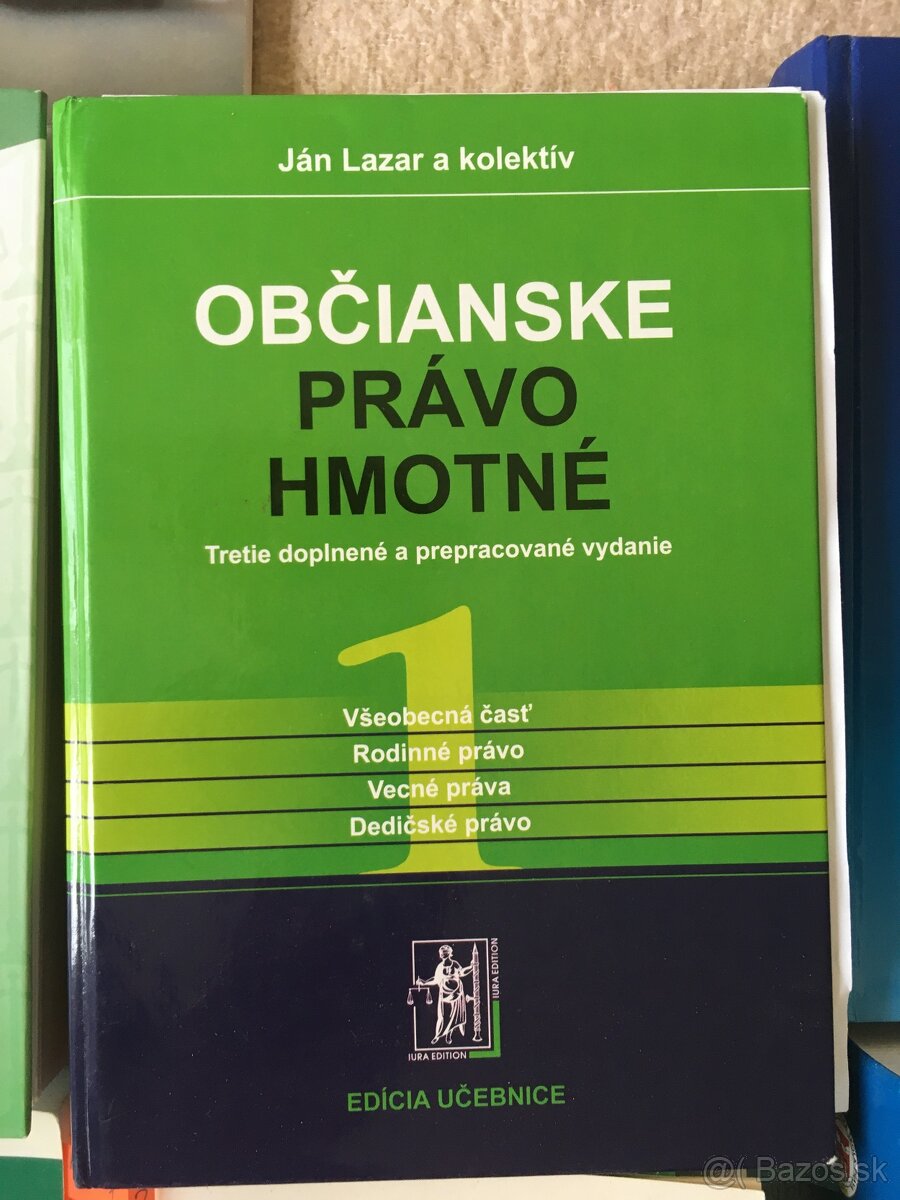 Ján Lazar a kolektív
OBČIANSKE
PRÁVO
HMOTNÉ
Tretie doplnené a prepracované vydanie
1
Všeobecná časť
Rodinné právo
Vecné práva
Dedičské právo
IURA EDITION
IURA EDITION
EDÍCIA UČEBNICE
@( Bazoš.sk